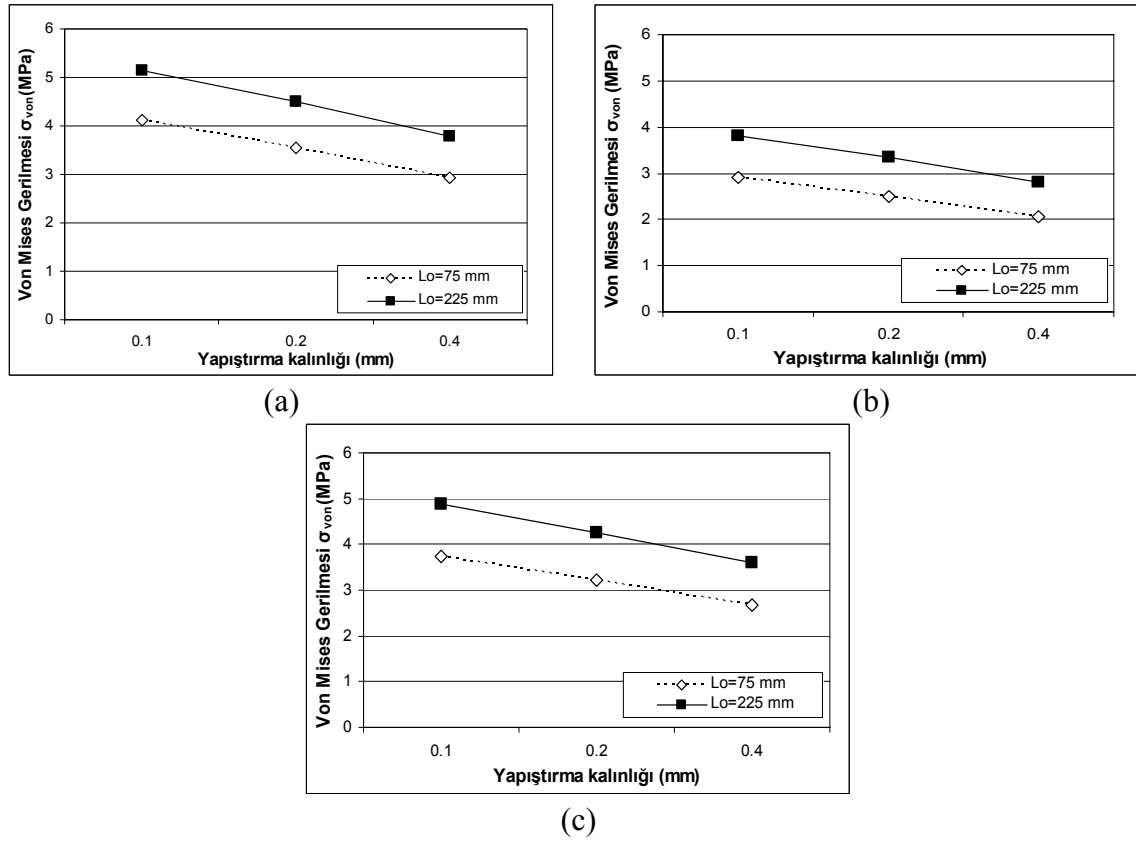 Von Mises Gerilmesi σvon(MPa)
6
5
4
3
2
1
0
0.1 0.2 0.4
Yapıştırma kalınlığı (mm)
Lo=75 mm
Lo=225 mm
(a)
Von Mises Gerilmesi σvon(MPa)
6
5
4
3
2
1
0
0.1 0.2 0.4
Yapıştırma kalınlığı (mm)
Lo=75 mm
Lo=225 mm
(b)
Von Mises Gerilmesi σvon(MPa)
6
5
4
3
2
1
0
0.1 0.2 0.4
Yapıştırma kalınlığı (mm)
Lo=75 mm
Lo=225 mm
(c)